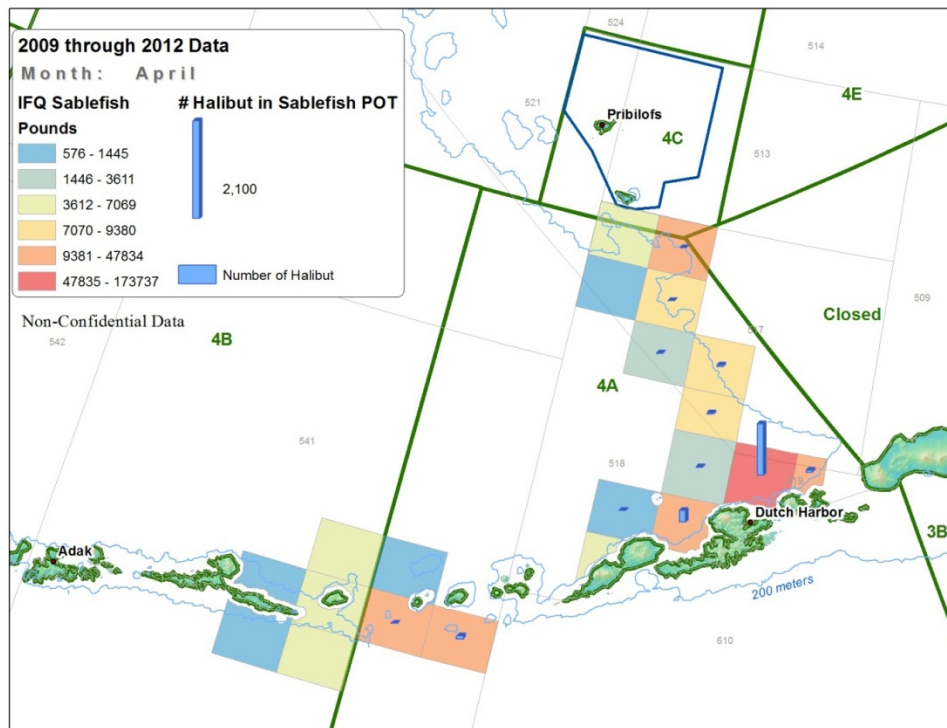 2009 through 2012 Data
Month: April
IFQ Sablefish # Halibut in Sablefish POT
Pounds
576 - 1445
1446 - 3611
3612 - 7069
7070 - 9380
9381 - 47834
47835 - 173737
2,100
Number of Halibut
Non-Confidential Data
524
514
521
4E
Pribilofs
4C
513
509
Closed
517
542
4B
4A
541
518
519
Dutch Harbor
3B
Adak
200 meters
610